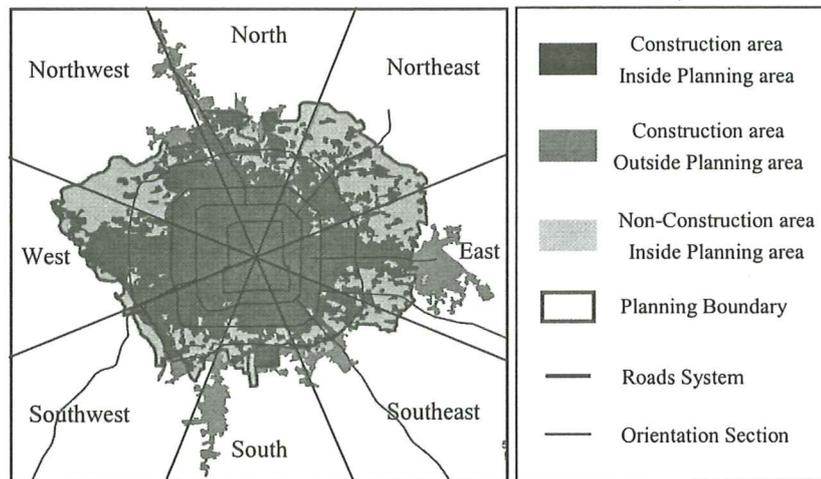 North
Northwest
Northeast
West
East
Southwest
Southeast
South
Construction area
Inside Planning area
Construction area
Outside Planning area
Non-Construction area
Inside Planning area
Planning Boundary
Roads System
Orientation Section